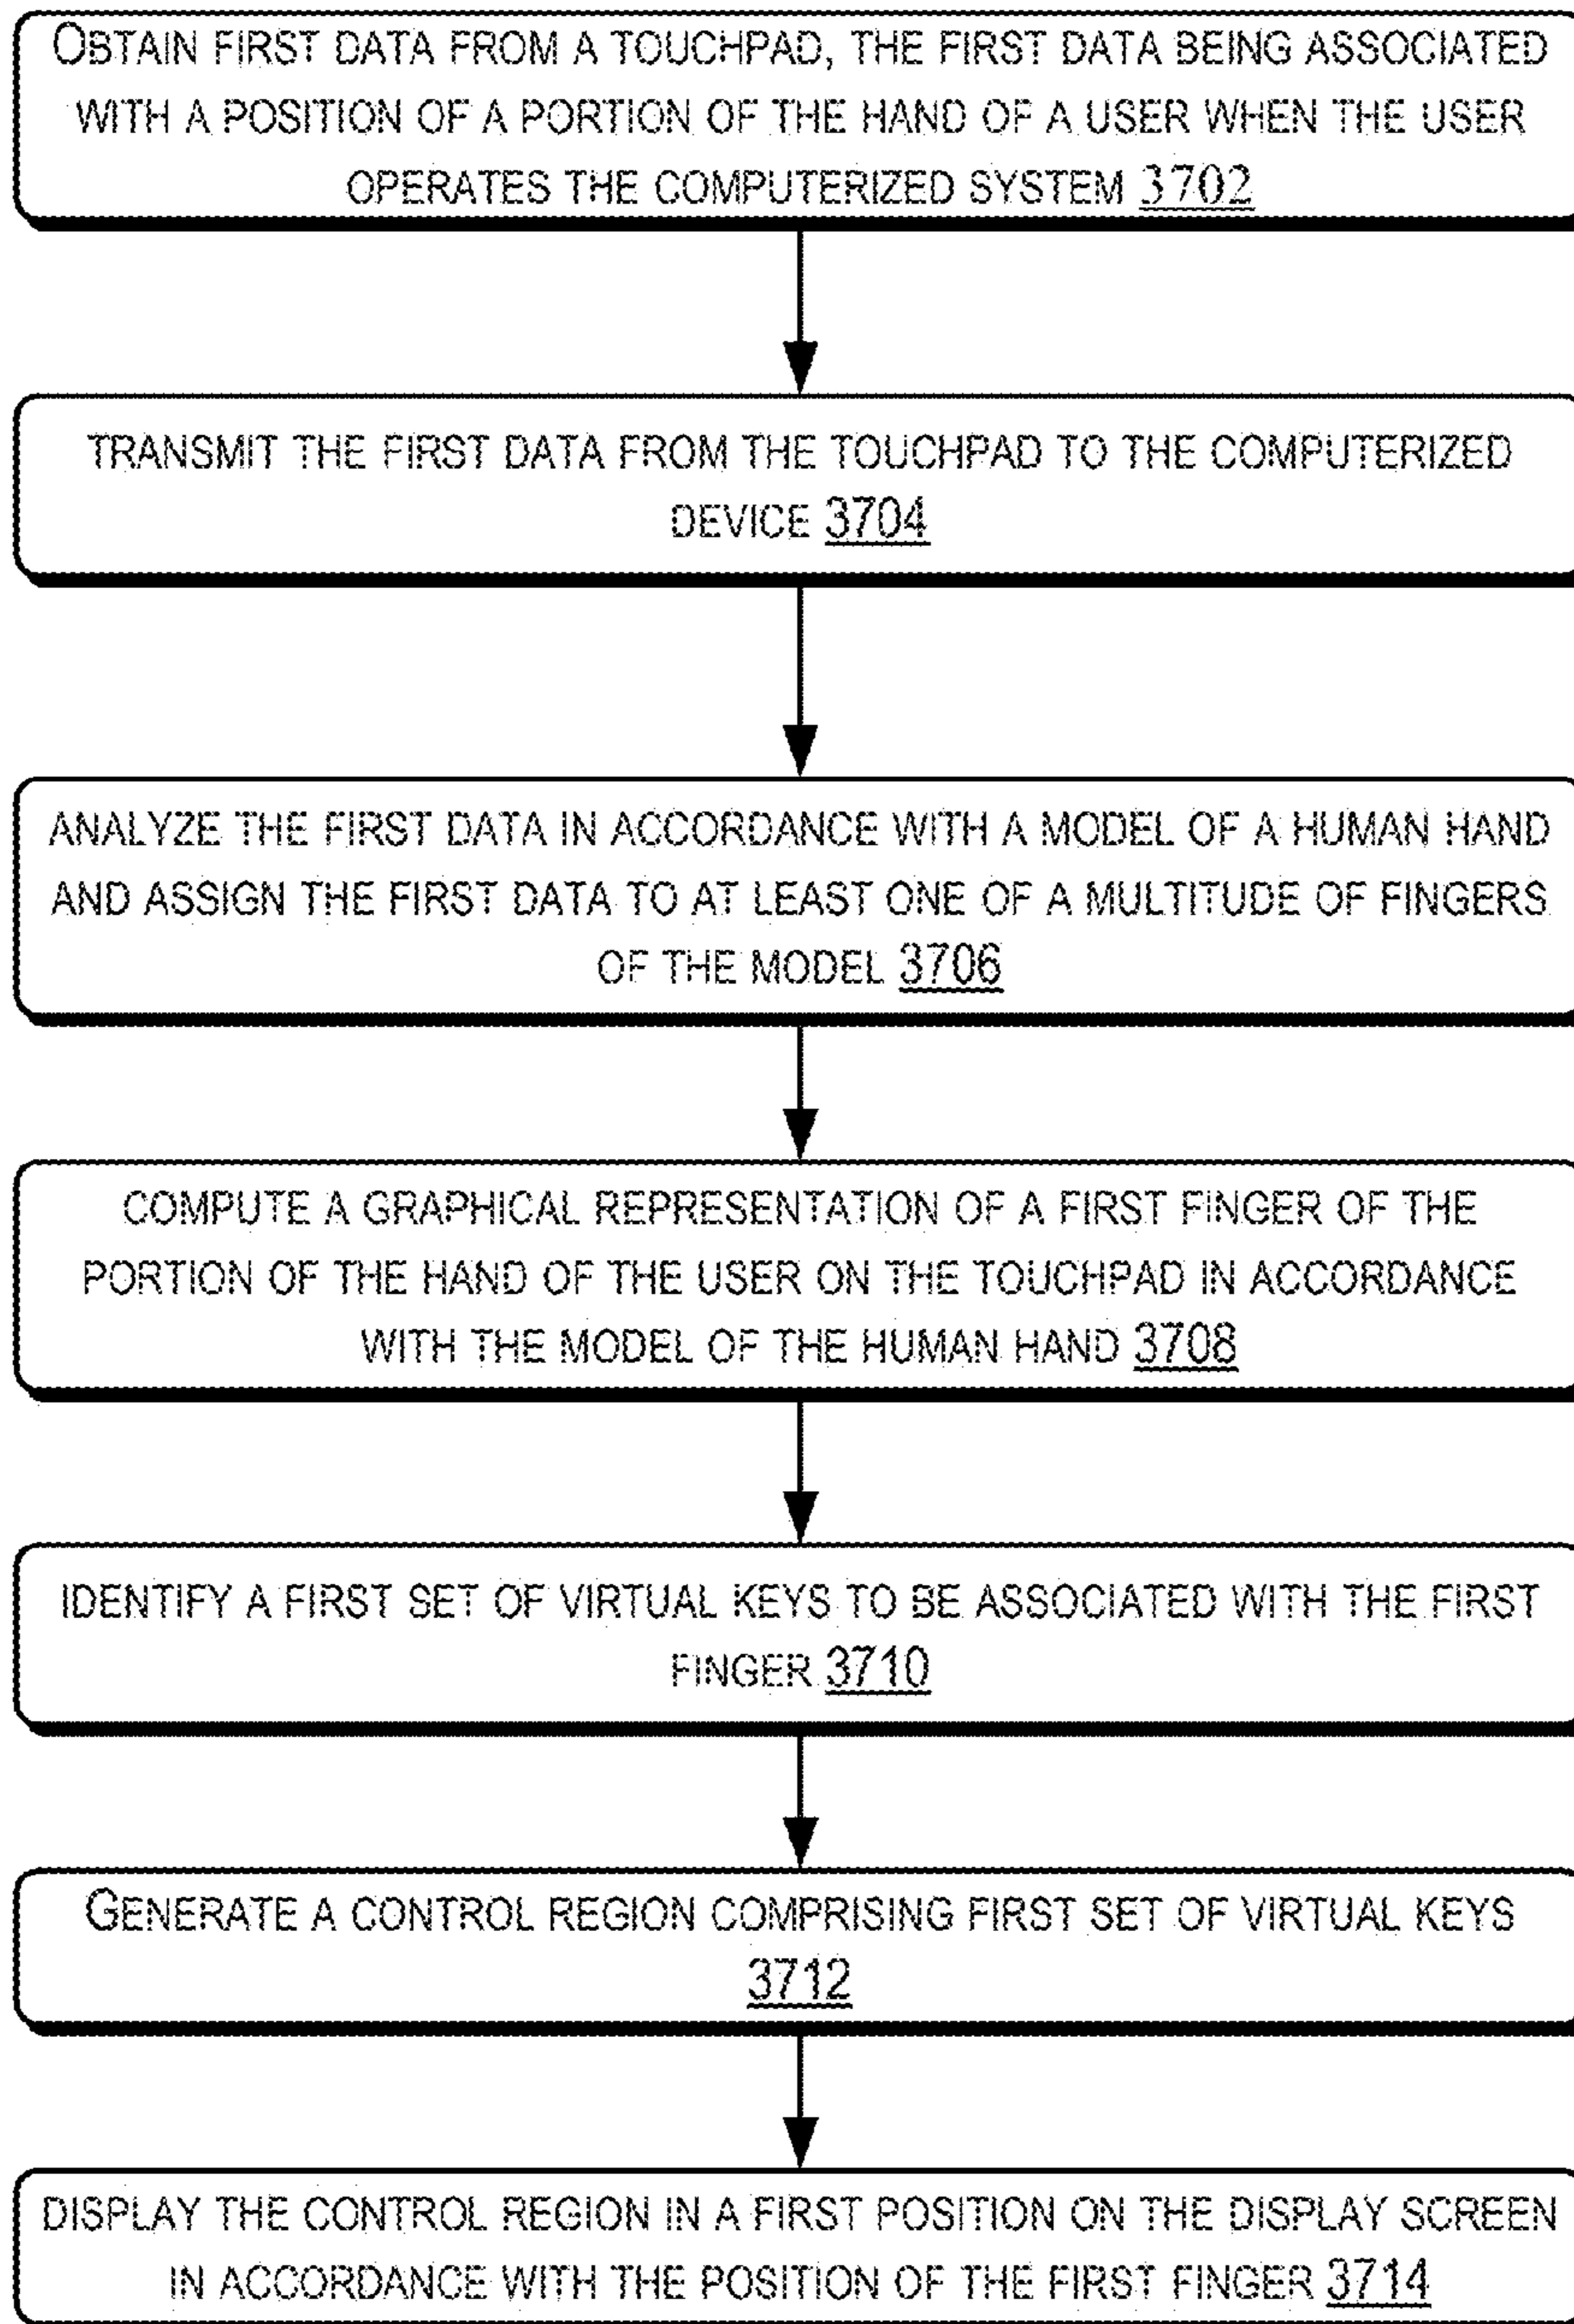 OBTAIN FIRST DATA FROM A TOUCHPAD, THE FIRST DATA BEING ASSOCIATED
WITH A POSITION OF A PORTION OF THE HAND OF A USER WHEN THE USER
OPERATES THE COMPUTERIZED SYSTEM 3702
TRANSMIT THE FIRST DATA FROM THE TOUCHPAD TO THE COMPUTERIZED
DEVICE 3704
ANALYZE THE FIRST DATA IN ACCORDANCE WITH A MODEL OF A HUMAN HAND
AND ASSIGN THE FIRST DATA TO AT LEAST ONE OF A MULTITUDE OF FINGERS
OF THE MODEL 3706
COMPUTE A GRAPHICAL REPRESENTATION OF A FIRST FINGER OF THE
PORTION OF THE HAND OF THE USER ON THE TOUCHPAD IN ACCORDANCE
WITH THE MODEL OF THE HUMAN HAND 3708
IDENTIFY A FIRST SET OF VIRTUAL KEYS TO BE ASSOCIATED WITH THE FIRST
FINGER 3710
GENERATE A CONTROL REGION COMPRISING FIRST SET OF VIRTUAL KEYS
3712
DISPLAY THE CONTROL REGION IN A FIRST POSITION ON THE DISPLAY SCREEN
IN ACCORDANCE WITH THE POSITION OF THE FIRST FINGER 3714